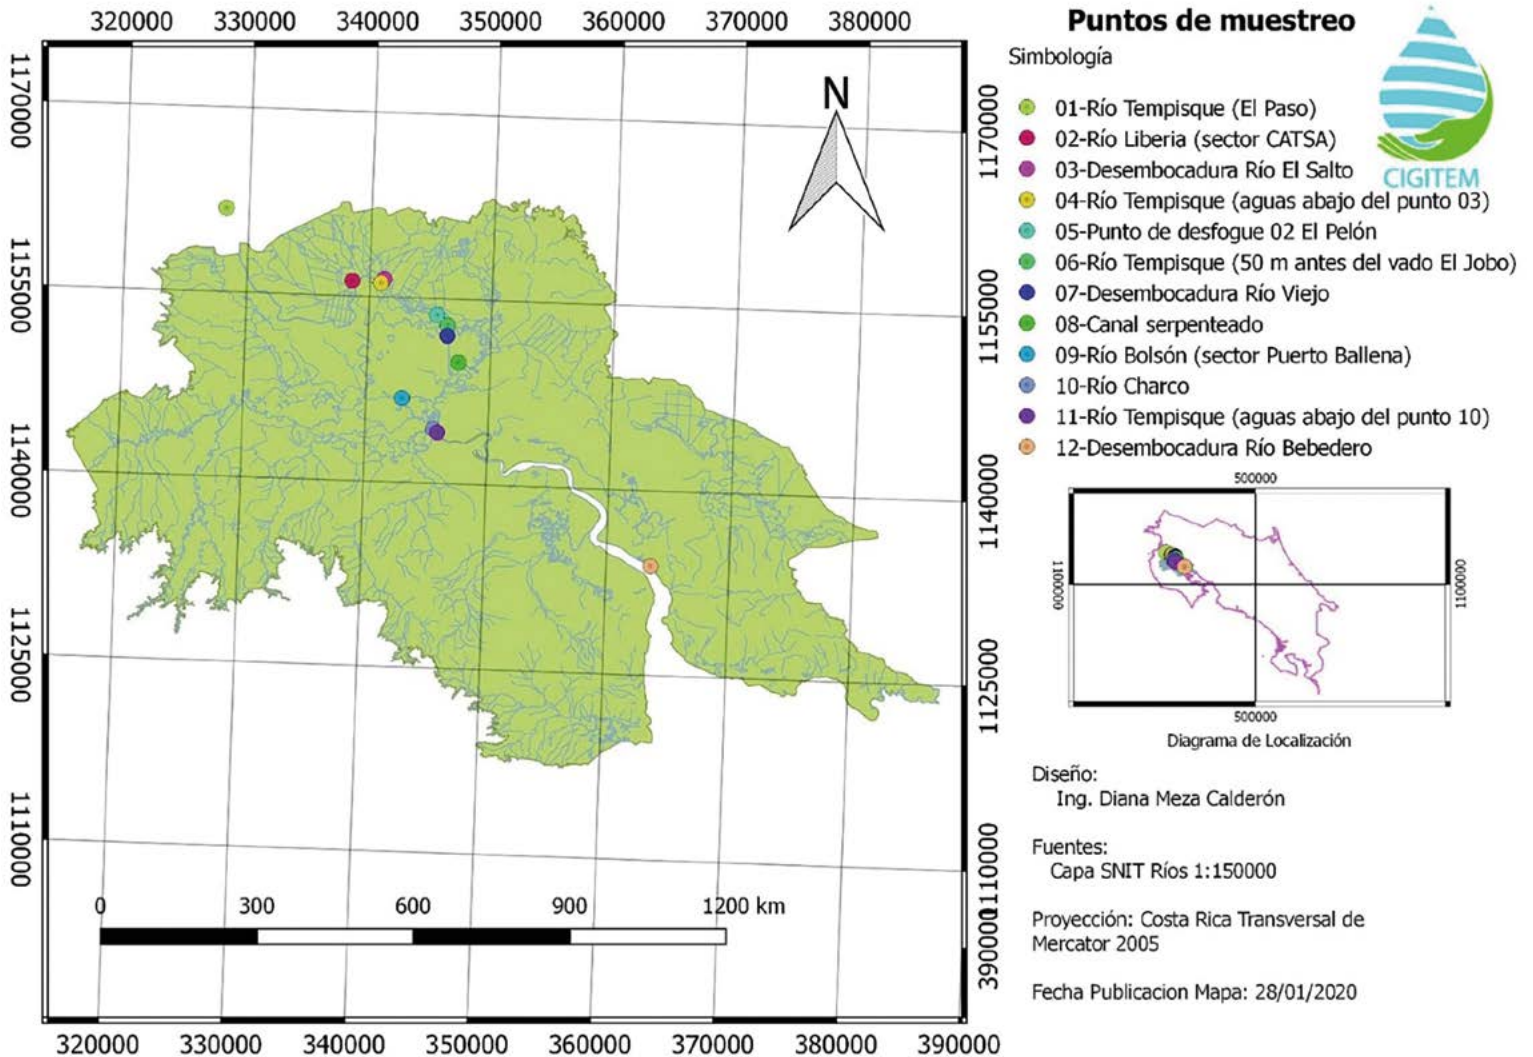 320000 330000 340000 350000 360000 370000 380000
Puntos de muestreo
Simbología
N
01-Río Tempisque (El Paso)
02-Río Liberia (sector CATSA)
03-Desembocadura Río El Salto
04-Río Tempisque (aguas abajo del punto 03)
05-Punto de desfogue 02 El Pelón
06-Río Tempisque (50 m antes del vado El Jobo)
07-Desembocadura Río Viejo
08-Canal serpenteado
09-Río Bolsón (sector Puerto Ballena)
10-Río Charco
11-Río Tempisque (aguas abajo del punto 10)
12-Desembocadura Río Bebedero
CIGITEM
1170000
1155000
1140000
1125000
1110000
1170000
1155000
1140000
1125000
1110000
390000
500000
1100000
1100000
500000
Diagrama de Localización
Diseño:
Ing. Diana Meza Calderón
Fuentes:
Capa SNIT Ríos 1:150000
Proyección: Costa Rica Transversal de
Mercator 2005
Fecha Publicacion Mapa: 28/01/2020
0 300 600 900 1200 km
320000 330000 340000 350000 360000 370000 380000 390000